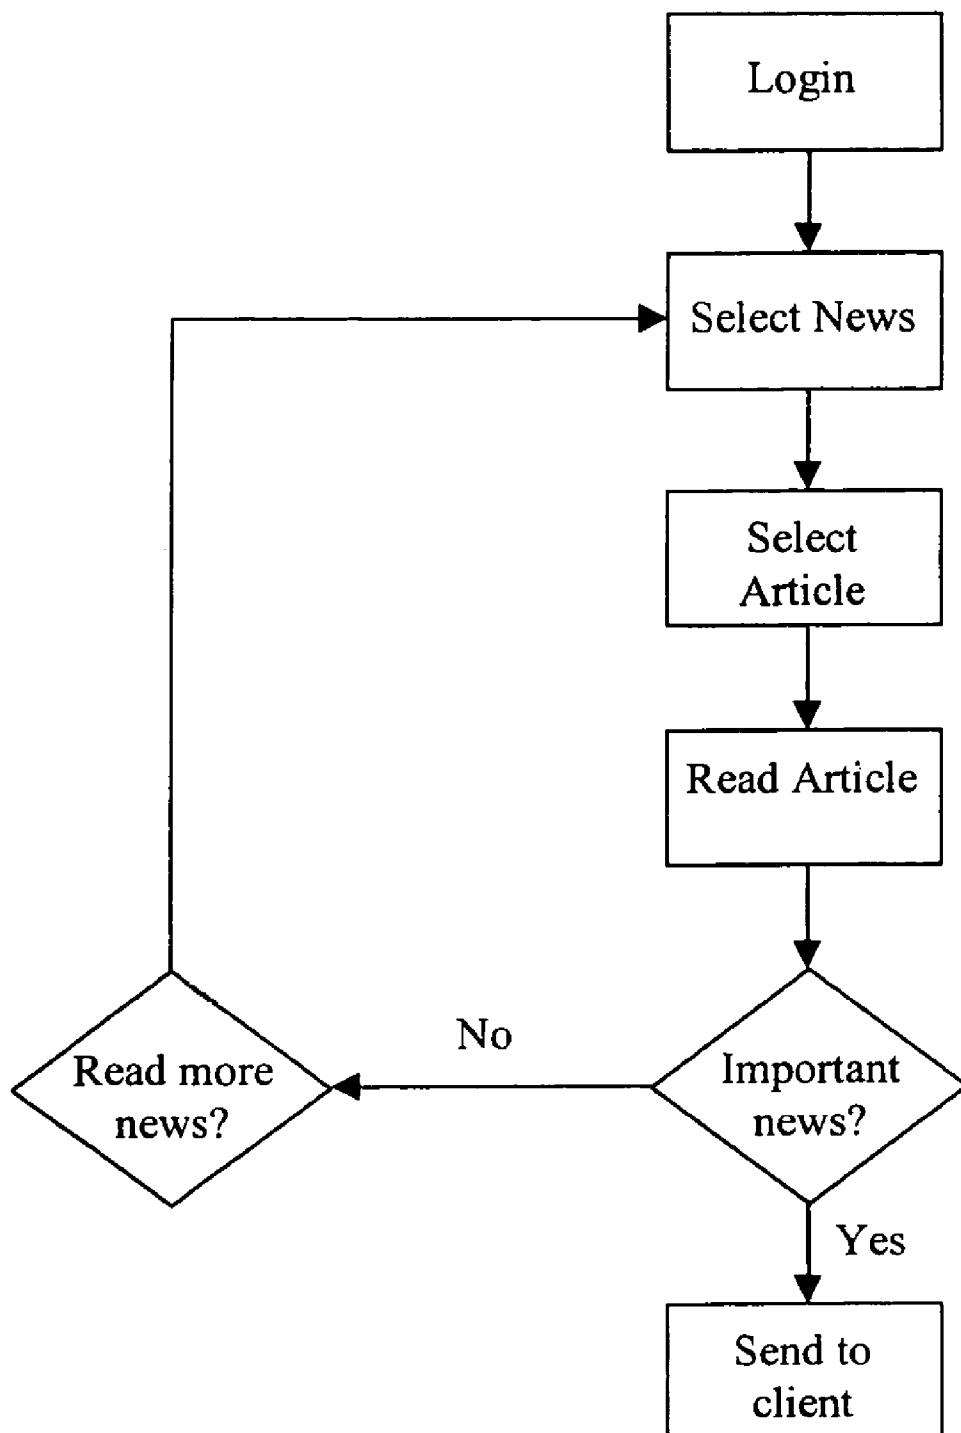 Login
Select News
Select
Article
Read Article
No
Read more
news?
Important
news?
Yes
Send to
client